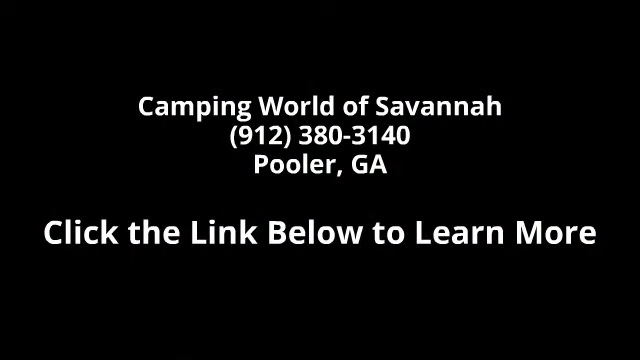 Camping World of Savannah
(912) 380-3140
Pooler, GA
Click the Link Below to Learn More